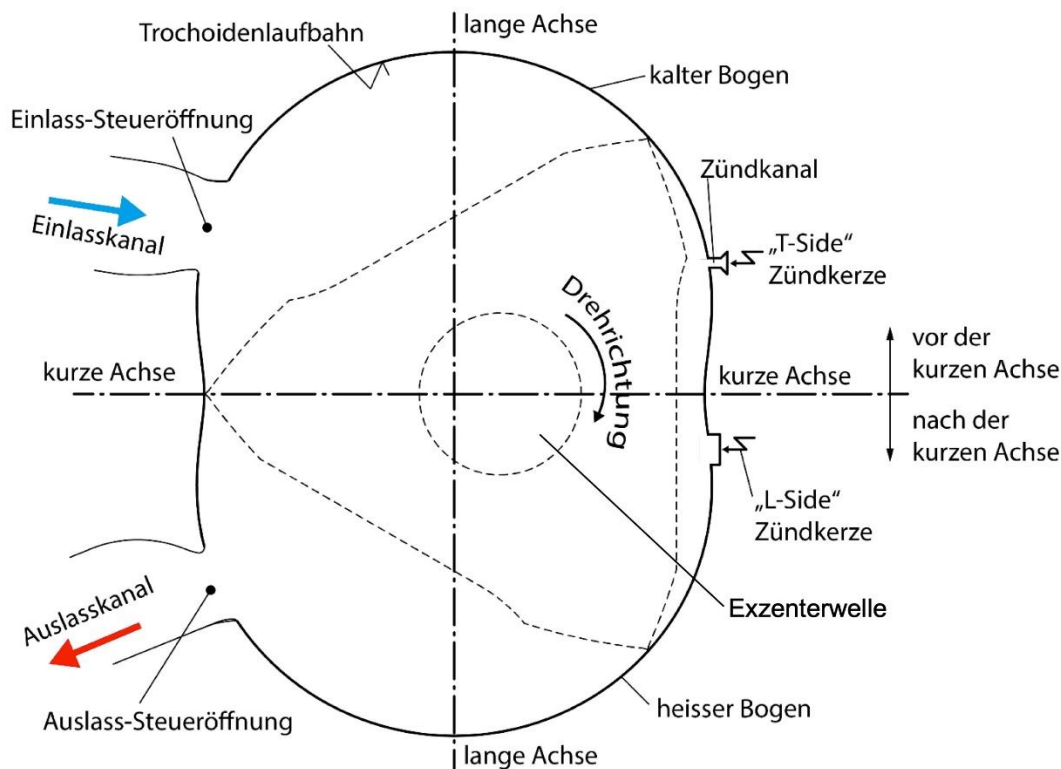 lange Achse
Trochoidenlaufbahn
kalter Bogen
Einlass-Steueröffnung
Zündkanal
Einlasskanal
„T-Side“
Zündkerze
Drehrichtung
vor der
kurzen Achse
kurze Achse
kurze Achse
nach der
kurzen Achse
„L-Side“
Zündkerze
Auslasskanal
Exzenterwelle
Auslass-Steueröffnung
heisser Bogen
lange Achse